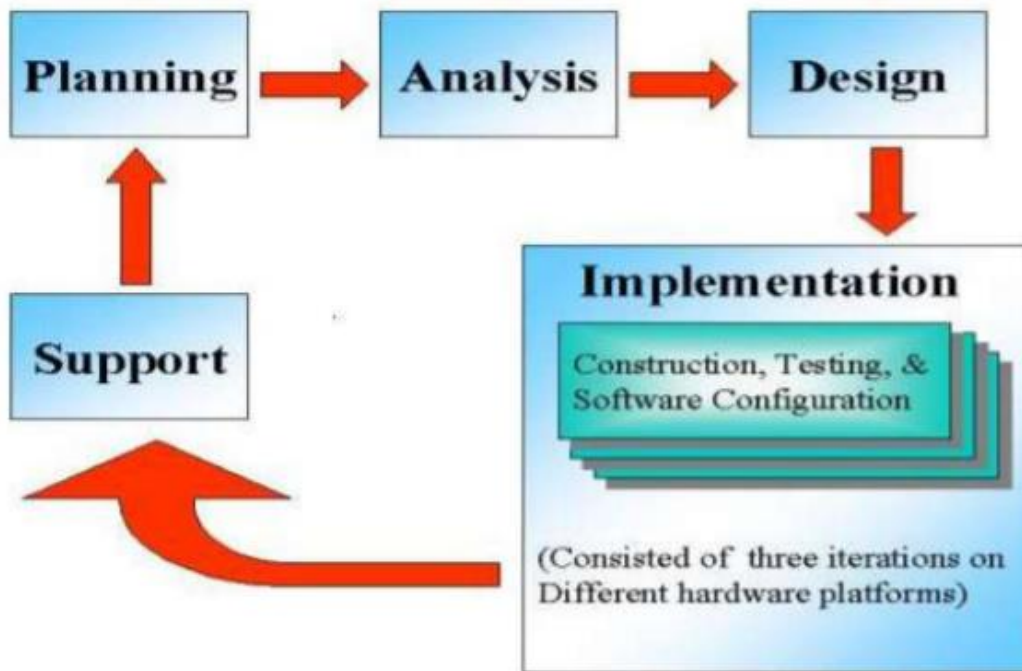 Planning
Analysis
Design
Support
Implementation
Construction, Testing, &
Software Configuration
(Consisted of three iterations on
Different hardware platforms)